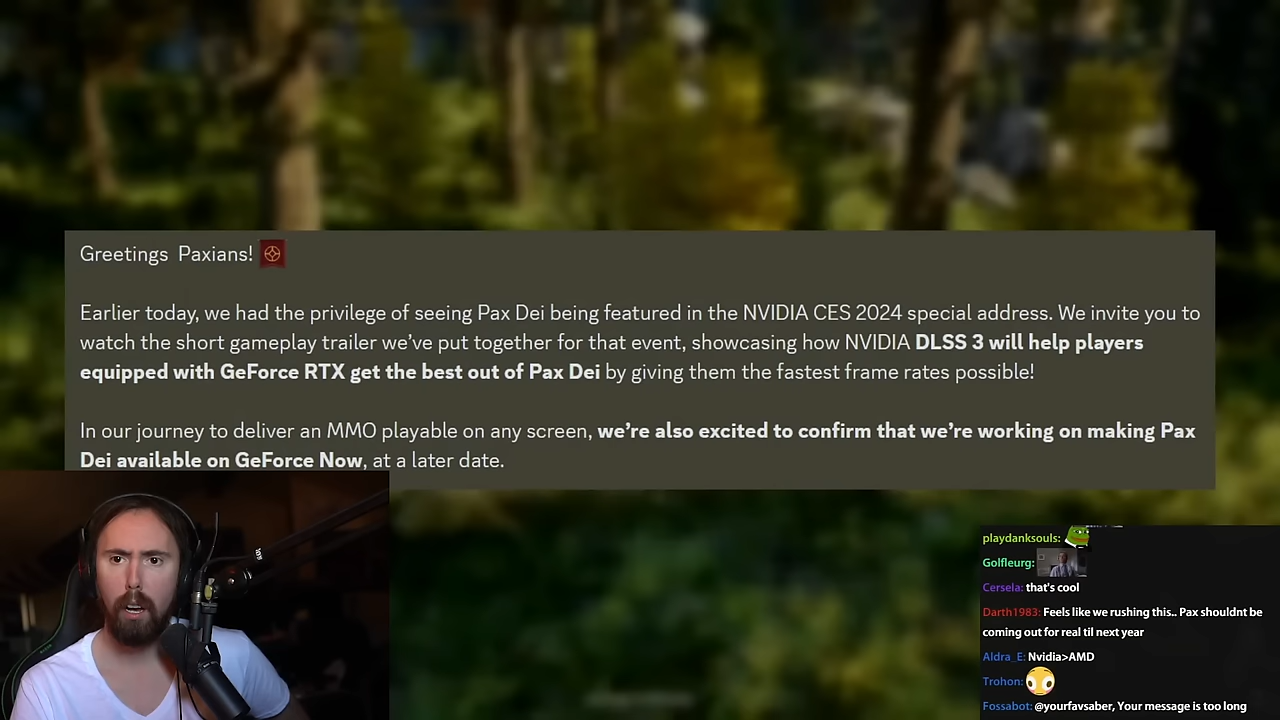 Greetings Paxians!
Earlier today, we had the privilege of seeing Pax Dei being featured in the NVIDIA CES 2024 special address. We invite you to
watch the short gameplay trailer we’ve put together for that event, showcasing how NVIDIA DLSS 3 will help players
equipped with GeForce RTX get the best out of Pax Dei by giving them the fastest frame rates possible!
In our journey to deliver an MMO playable on any screen, we’re also excited to confirm that we’re working on making Pax
Dei available on GeForce Now, at a later date.
playdanksouls:
Golfleurg:
Cersela: that's cool
Darth1983: Feels like we rushing this.. Pax shouldnt be
coming out for real til next year
Aldra_E: Nvidia>AMD
Trohon:
Fossabot: @yourfavsaber, Your message is too long